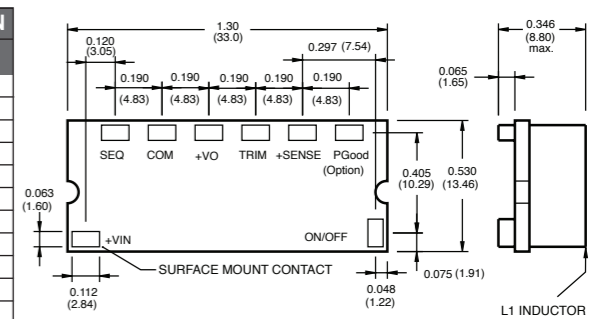 N
1.30
(33.0)
0.346
(8.80)
max.
0.120
(3.05)
0.297 (7.54)
0.190 0.190 0.190 0.190 0.190
(4.83) (4.83) (4.83) (4.83) (4.83)
0.065
(1.65)
SEQ COM +VO TRIM +SENSE PGood
(Option)
0.405
(10.29)
0.530
(13.46)
0.063
(1.60)
+VIN
ON/OFF
SURFACE MOUNT CONTACT
0.075 (1.91)
0.112
(2.84)
0.048
(1.22)
L1 INDUCTOR